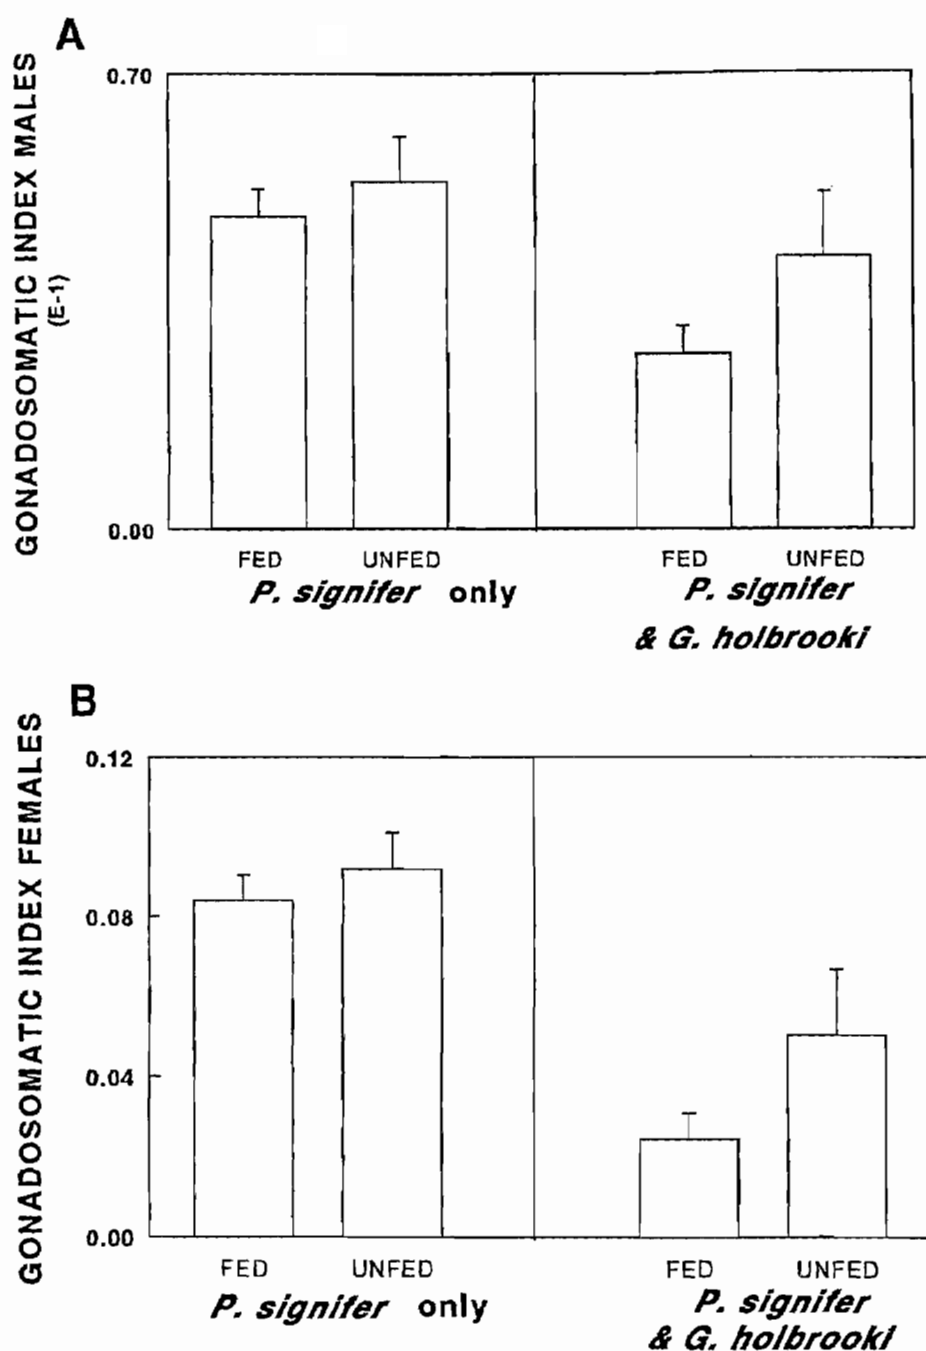 A
GONADOSOMATIC INDEX MALES
(E-1)
0.70
0.00
FED UNFED FED UNFED
P. signifer only P. signifer
& G. holbrooki
B
GONADOSOMATIC INDEX FEMALES
0.12
0.08
0.04
0.00
FED UNFED FED UNFED
P. signifer only P. signifer
& G. holbrooki